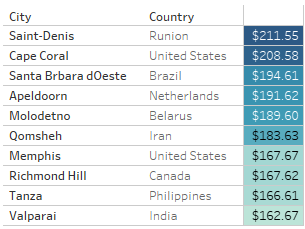 City Country
Saint-Denis Runion $211.55
Cape Coral United States $208.58
Santa Brbara dOeste Brazil $194.61
Apeldoorn Netherlands $191.62
Molodetno Belarus $189.60
Qomsheh Iran $183.63
Memphis United States $167.67
Richmond Hill Canada $167.62
Tanza Philippines $166.61
Valparai India $162.67